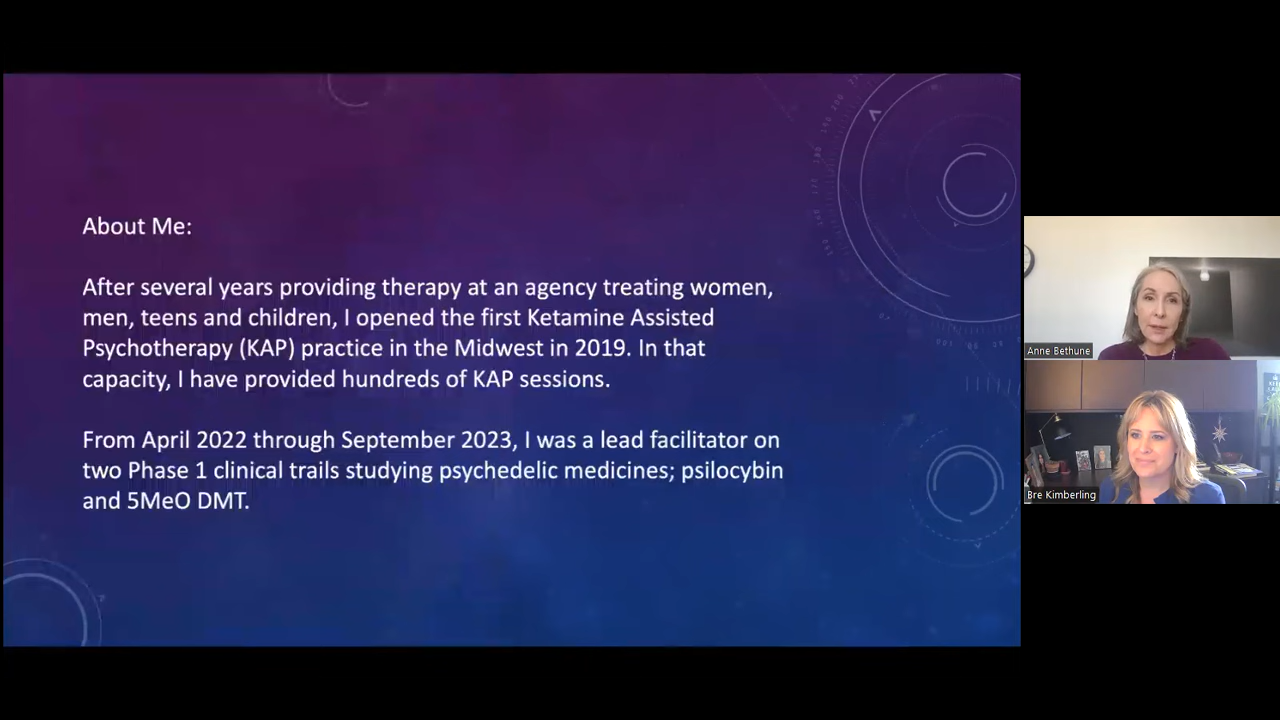 About Me:
After several years providing therapy at an agency treating women,
men, teens and children, I opened the first Ketamine Assisted
Psychotherapy (KAP) practice in the Midwest in 2019. In that
capacity, I have provided hundreds of KAP sessions.
From April 2022 through September 2023, I was a lead facilitator on
two Phase 1 clinical trails studying psychedelic medicines; psilocybin
and 5MeO DMT.
Anne Bethune
Bre Kimberling